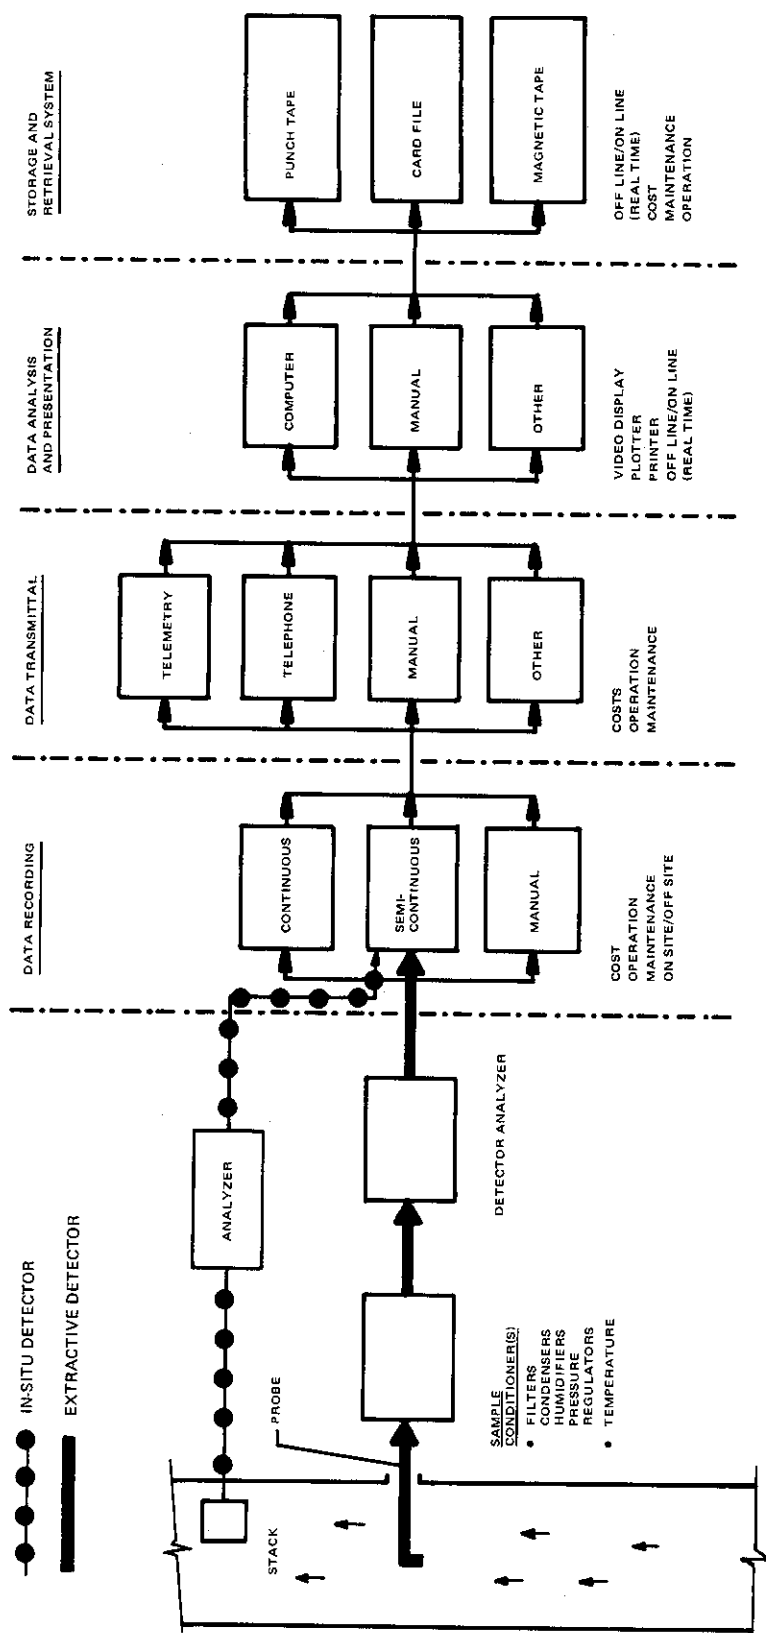 IN-SITU DETECTOR
EXTRACTIVE DETECTOR
STACK
PROBE
ANALYZER
SAMPLE
CONDITIONER(S)
• FILTERS
CONDENSERS
HUMIDIFIERS
PRESSURE
REGULATORS
• TEMPERATURE
DETECTOR ANALYZER
DATA RECORDING
CONTINUOUS
SEMI-
CONTINUOUS
MANUAL
COST
OPERATION
MAINTENANCE
ON SITE/OFF SITE
DATA TRANSMITTAL
TELEMETRY
TELEPHONE
MANUAL
OTHER
COSTS
OPERATION
MAINTENANCE
DATA ANALYSIS
AND PRESENTATION
COMPUTER
MANUAL
OTHER
VIDEO DISPLAY
PLOTTER
PRINTER
OFF LINE/ON LINE
(REAL TIME)
STORAGE AND
RETRIEVAL SYSTEM
PUNCH TAPE
CARD FILE
MAGNETIC TAPE
OFF LINE/ON LINE
(REAL TIME)
COST
MAINTENANCE
OPERATION